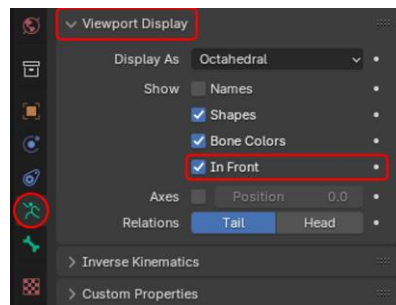 Viewport Display
Display As Octahedral
Show Names
Shapes
Bone Colors
In Front
Axes Position 0.0
Relations Tail Head
Inverse Kinematics
Custom Properties